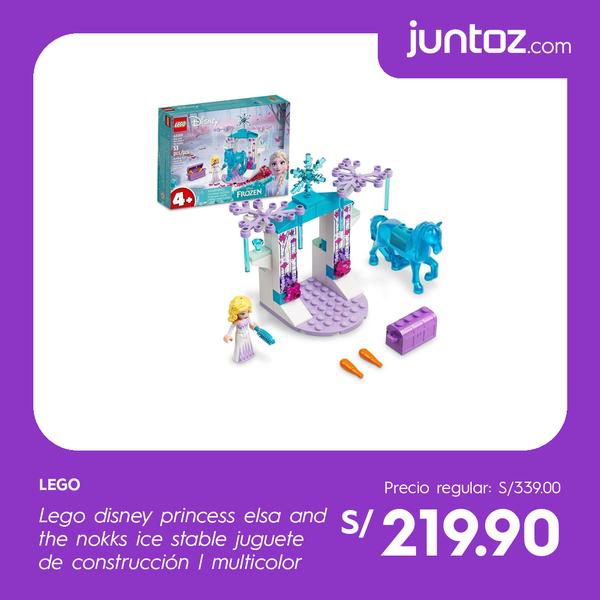 juntoz.com
LEGO
Disney
53
4+
FROZEN
LEGO
Precio regular: S/339.00
Lego disney princess elsa and
the nokks ice stable juguete
de construcción | multicolor
S/ 219.90